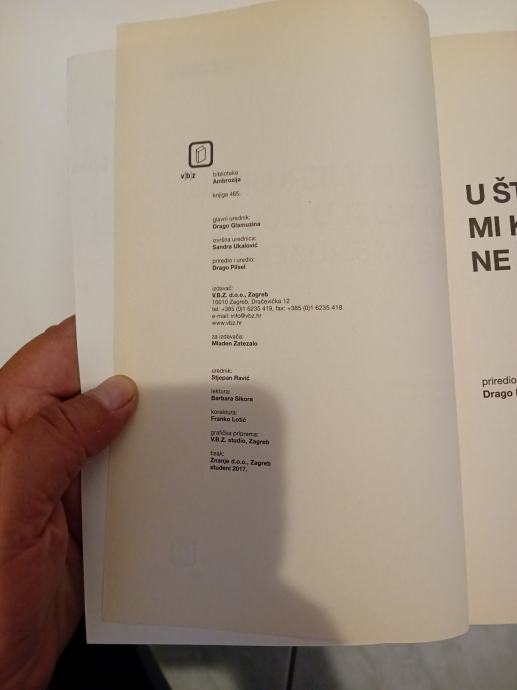 v|b|z
biblioteka
Ambrozija
knjiga 465.
glavni urednik:
Drago Glamuzina
izvršna urednica:
Sandra Ukalović
priredio i uredio:
Drago Pilsel
izdavač:
V.B.Z. d.o.o., Zagreb
10010 Zagreb, Dračevička 12
tel: +385 (0)1 6235 419, fax: +385 (0)1 6235 418
e-mail: info@vbz.hr
www.vbz.hr
za izdavača:
Mladen Zatezalo
urednik:
Stjepan Ravić
lektura:
Barbara Sikora
korektura:
Franko Lotić
grafička priprema:
V.B.Z. studio, Zagreb
tisak:
Znanje d.o.o., Zagreb
studeni 2017.
U ŠT
MI K
NE
priredio
Drago